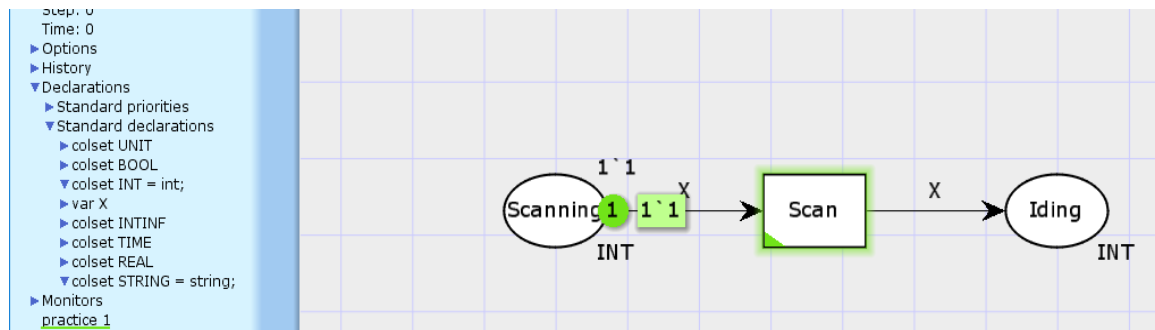 Step: 0
Time: 0
Options
History
Declarations
Standard priorities
Standard declarations
colset UNIT
colset BOOL
colset INT = int;
var X
colset INTINF
colset TIME
colset REAL
colset STRING = string;
Monitors
practice 1
1`1
Scanning 1 1`1 X Scan X Iding
INT INT